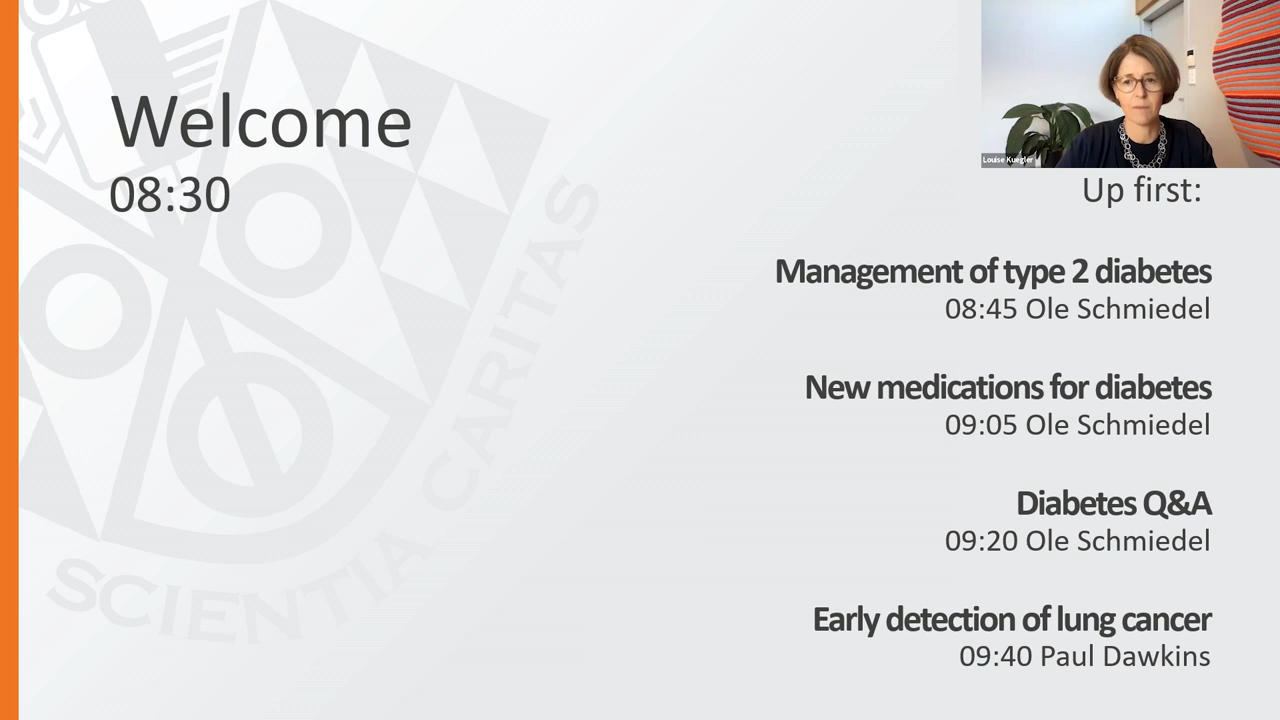 Welcome
08:30
Louise Kuegler
Up first:
Management of type 2 diabetes
08:45 Ole Schmiedel
New medications for diabetes
09:05 Ole Schmiedel
Diabetes Q&A
09:20 Ole Schmiedel
Early detection of lung cancer
09:40 Paul Dawkins
SCIENTIA CARITAS